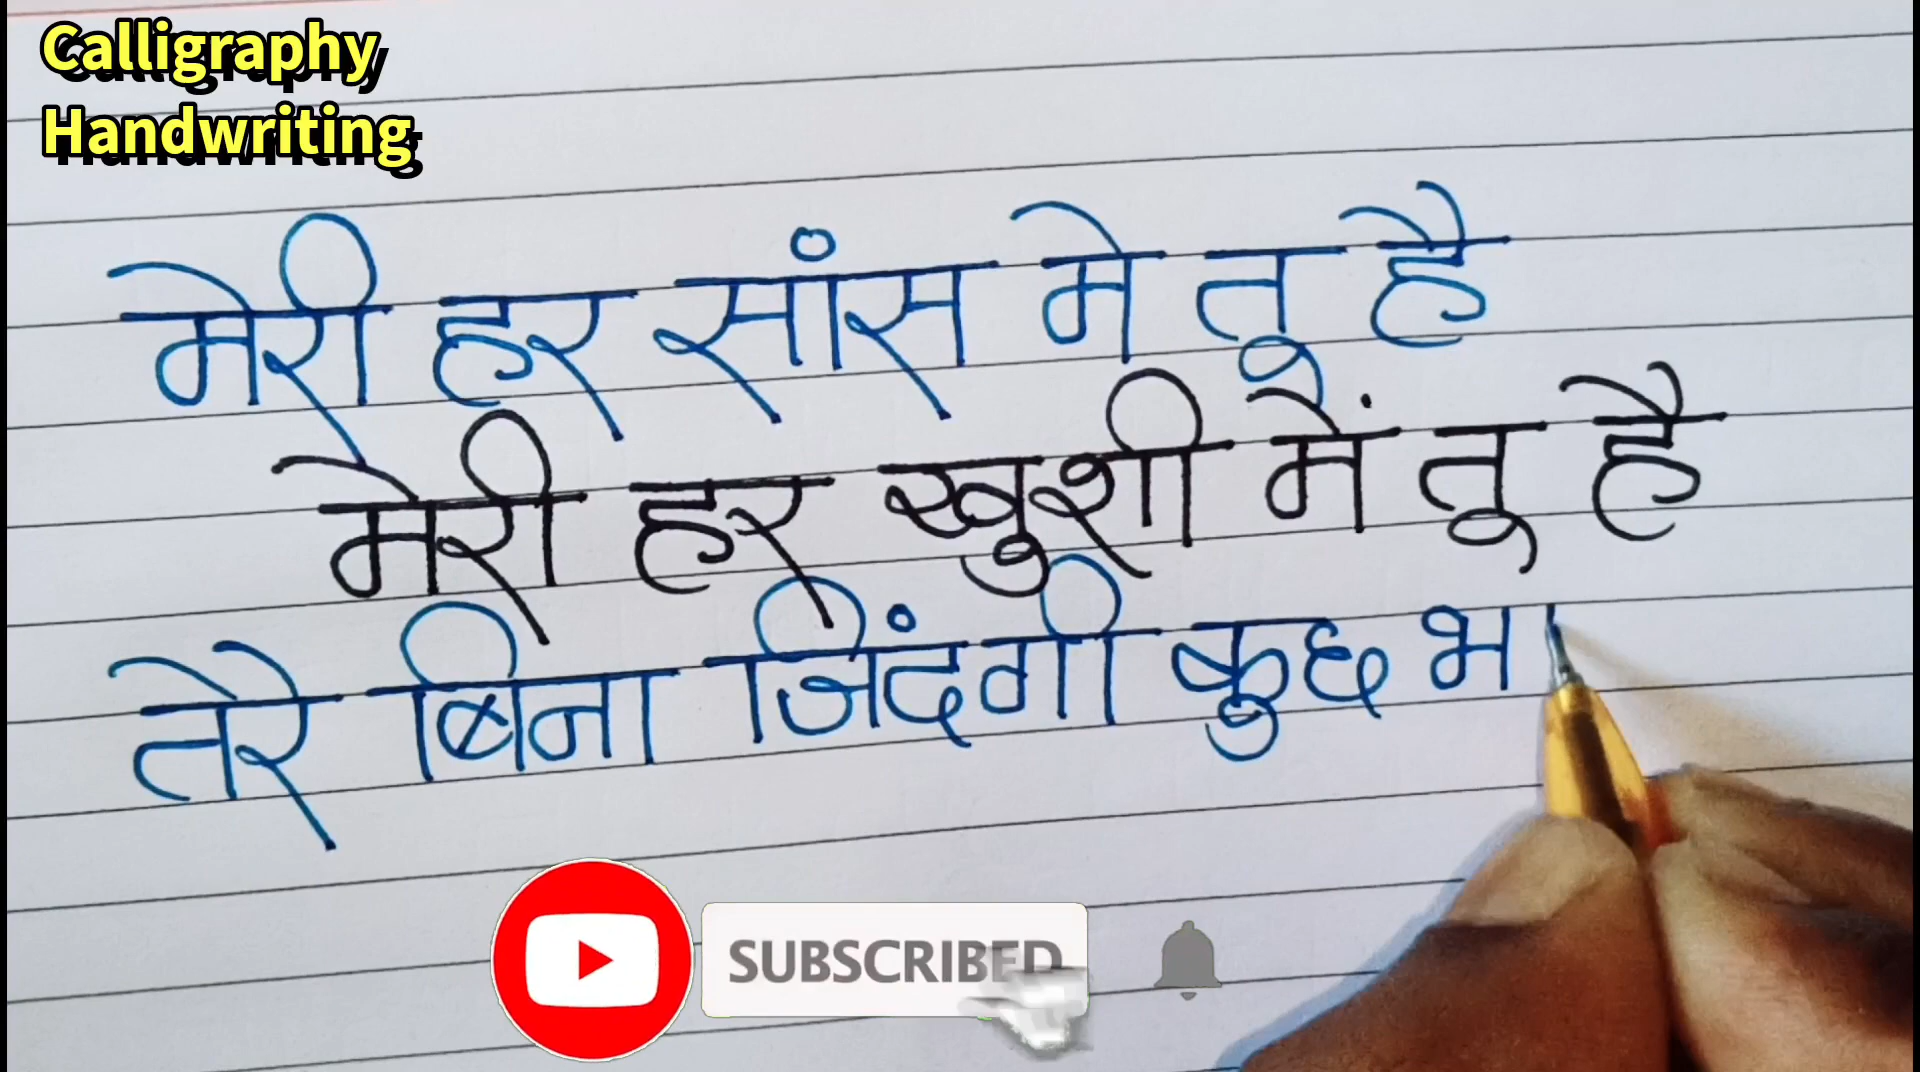 Calligraphy
Handwriting
मेरी हर सांस मे तू है
मेरी हर खुशी में तू है
तेरे बिना जिंदगी कुछ भ
SUBSCRIBED